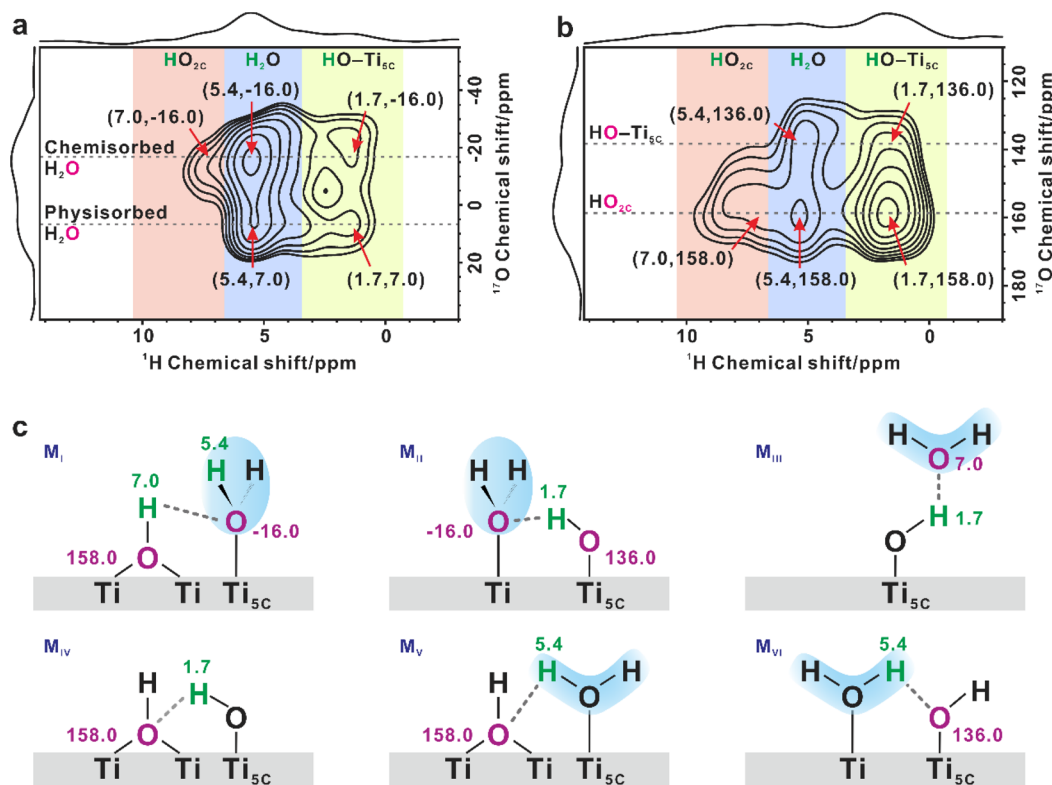 a
HO2C H2O HO–Ti5C
(5.4,-16.0)
(1.7,-16.0)
(7.0,-16.0)
Chemisorbed
H2O
Physisorbed
H2O
(5.4,7.0)
(1.7,7.0)
-40
-20
0
20
17O Chemical shift/ppm
10 5 0
1H Chemical shift/ppm
b
HO2C H2O HO–Ti5C
(1.7,136.0)
(5.4,136.0)
HO–Ti5C
HO2C
(7.0,158.0)
(5.4,158.0)
(1.7,158.0)
120
140
160
180
17O Chemical shift/ppm
10 5 0
1H Chemical shift/ppm
c
MI
5.4
H H
7.0
H
O
-16.0
158.0
O
Ti Ti Ti5C
MII
H H
1.7
O H
-16.0
O
136.0
Ti Ti5C
MIII
H H
O
7.0
H
1.7
O
Ti5C
MIV
1.7
H
H
O
158.0
O
Ti Ti Ti5C
MV
5.4
H H
H
O
158.0
O
Ti Ti Ti5C
MVI
5.4
H H
O
H
O
136.0
Ti Ti5C